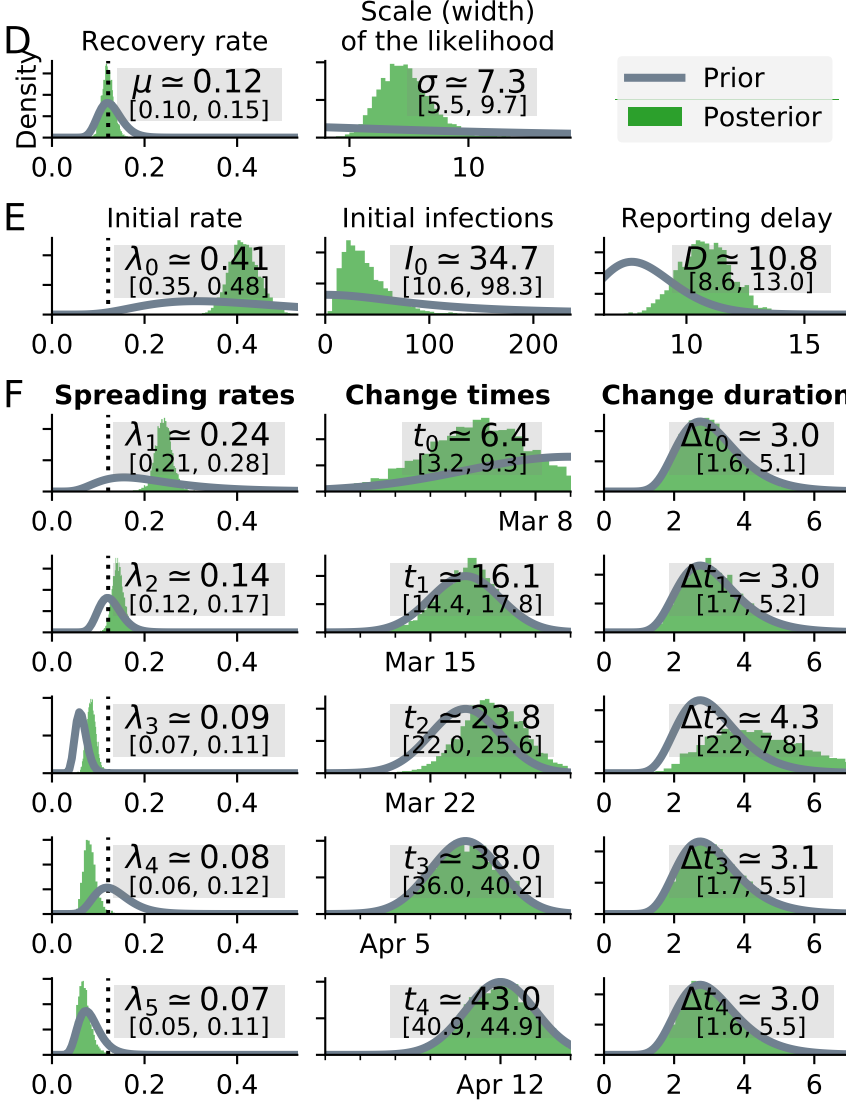 D
Recovery rate
Scale (width)
of the likelihood
Density
μ ≃ 0.12
[0.10, 0.15]
σ ≃ 7.3
[5.5, 9.7]
Prior
Posterior
0.0 0.2 0.4
5 10
E
Initial rate
Initial infections
Reporting delay
λ0 ≃ 0.41
[0.35, 0.48]
I0 ≃ 34.7
[10.6, 98.3]
D ≃ 10.8
[8.6, 13.0]
0.0 0.2 0.4
0 100 200
10 15
F
Spreading rates
Change times
Change duration
λ1 ≃ 0.24
[0.21, 0.28]
t0 ≃ 6.4
[3.2, 9.3]
Δt0 ≃ 3.0
[1.6, 5.1]
0.0 0.2 0.4
Mar 8
0 2 4 6
λ2 ≃ 0.14
[0.12, 0.17]
t1 ≃ 16.1
[14.4, 17.8]
Δt1 ≃ 3.0
[1.7, 5.2]
0.0 0.2 0.4
Mar 15
0 2 4 6
λ3 ≃ 0.09
[0.07, 0.11]
t2 ≃ 23.8
[22.0, 25.6]
Δt2 ≃ 4.3
[2.2, 7.8]
0.0 0.2 0.4
Mar 22
0 2 4 6
λ4 ≃ 0.08
[0.06, 0.12]
t3 ≃ 38.0
[36.0, 40.2]
Δt3 ≃ 3.1
[1.7, 5.5]
0.0 0.2 0.4
Apr 5
0 2 4 6
λ5 ≃ 0.07
[0.05, 0.11]
t4 ≃ 43.0
[40.9, 44.9]
Δt4 ≃ 3.0
[1.6, 5.5]
0.0 0.2 0.4
Apr 12
0 2 4 6